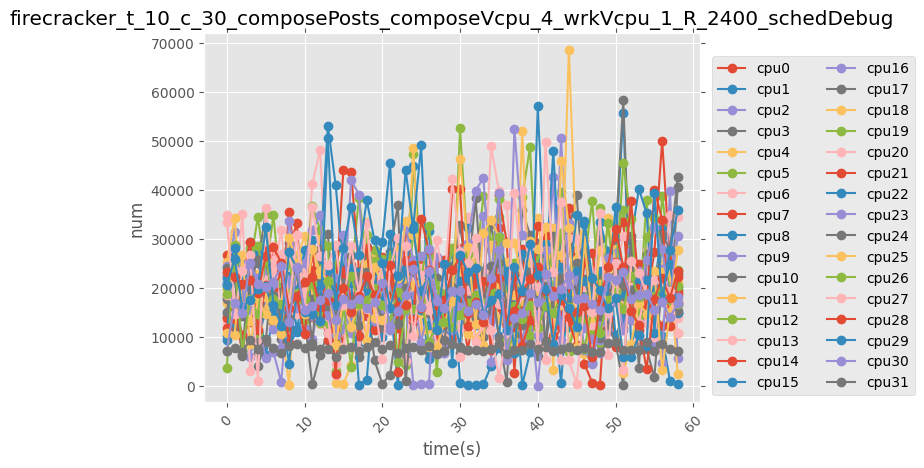 firecracker_t_10_c_30_composePosts_composeVcpu_4_wrkVcpu_1_R_2400_schedDebug
70000
60000
50000
40000
30000
20000
10000
0
num
0
10
20
30
40
50
60
time(s)
cpu0
cpu1
cpu2
cpu3
cpu4
cpu5
cpu6
cpu7
cpu8
cpu9
cpu10
cpu11
cpu12
cpu13
cpu14
cpu15
cpu16
cpu17
cpu18
cpu19
cpu20
cpu21
cpu22
cpu23
cpu24
cpu25
cpu26
cpu27
cpu28
cpu29
cpu30
cpu31